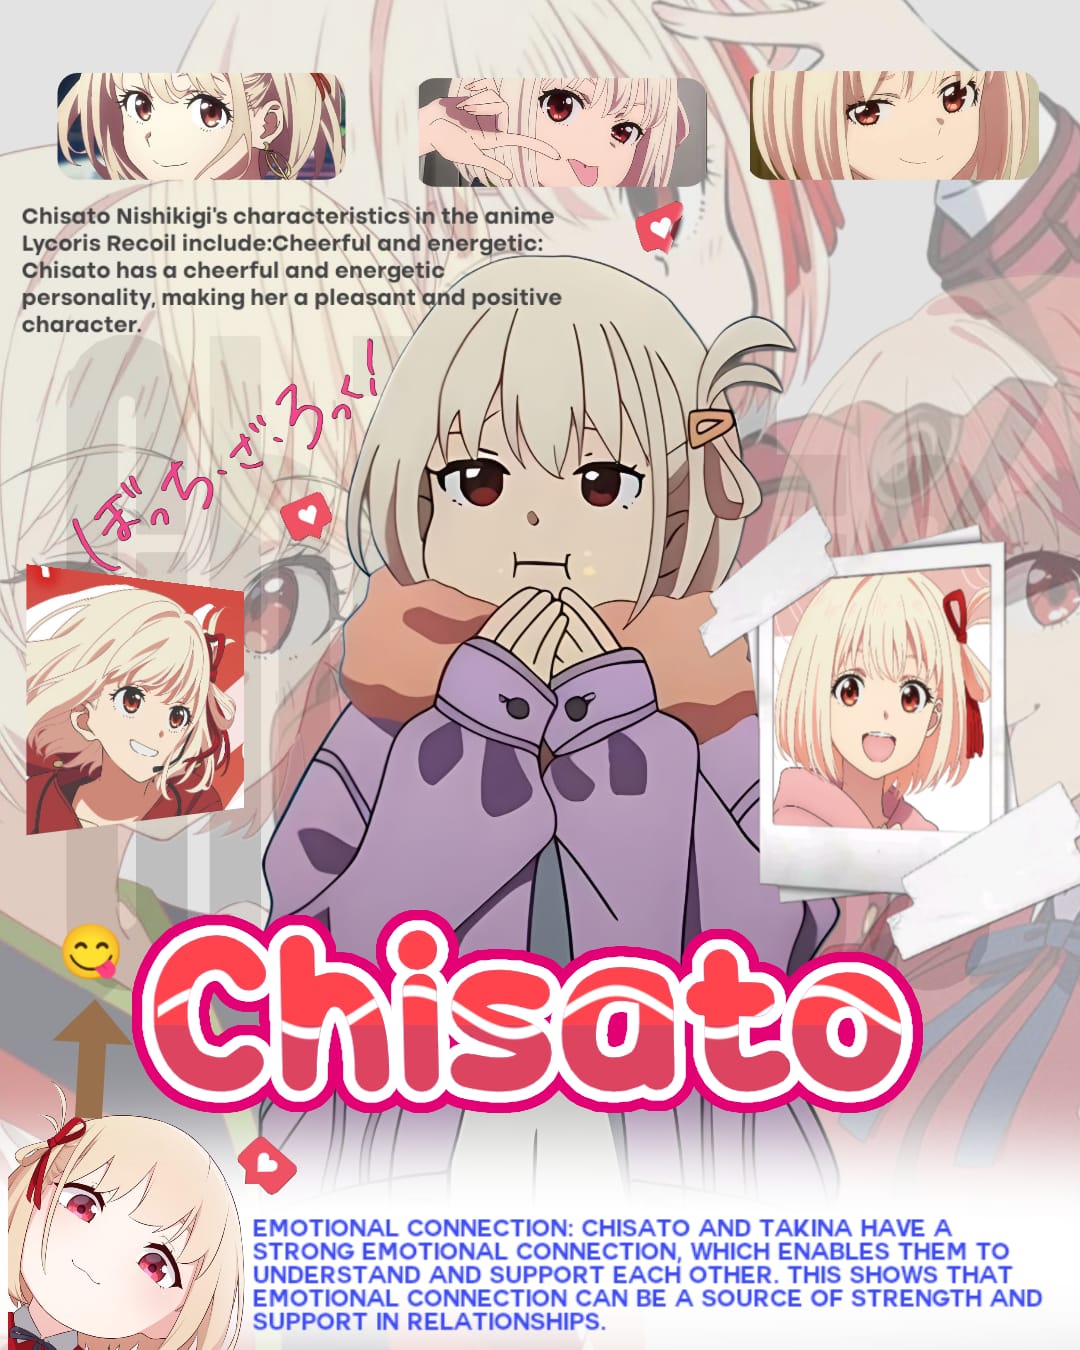 Chisato Nishikigi's characteristics in the anime
Lycoris Recoil include:Cheerful and energetic:
Chisato has a cheerful and energetic
personality, making her a pleasant and positive
character.
ぼっち・ざ・ろっく!
Chisato
EMOTIONAL CONNECTION: CHISATO AND TAKINA HAVE A
STRONG EMOTIONAL CONNECTION, WHICH ENABLES THEM TO
UNDERSTAND AND SUPPORT EACH OTHER. THIS SHOWS THAT
EMOTIONAL CONNECTION CAN BE A SOURCE OF STRENGTH AND
SUPPORT IN RELATIONSHIPS.